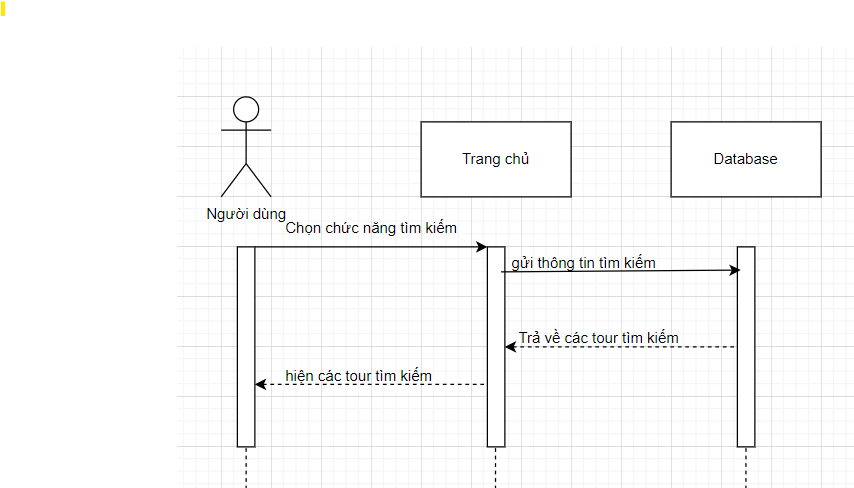 Trang chủ
Database
Người dùng
Chọn chức năng tìm kiếm
gửi thông tin tìm kiếm
Trả về các tour tìm kiếm
hiện các tour tìm kiếm